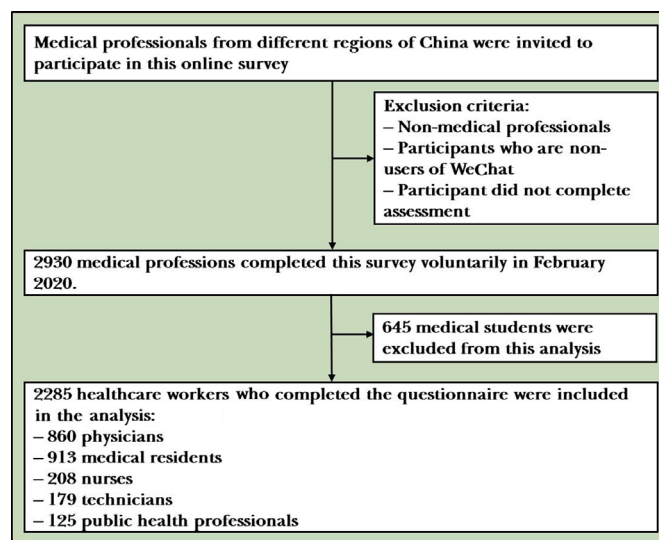 Medical professionals from different regions of China were invited to
participate in this online survey
Exclusion criteria:
– Non-medical professionals
– Participants who are non-
users of WeChat
– Participant did not complete
assessment
2930 medical professions completed this survey voluntarily in February
2020.
645 medical students were
excluded from this analysis
2285 healthcare workers who completed the questionnaire were included
in the analysis:
– 860 physicians
– 913 medical residents
– 208 nurses
– 179 technicians
– 125 public health professionals